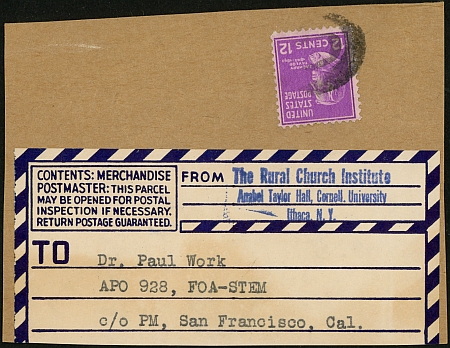 12 CENTS 12
ZACHARY
TAYLOR
UNITED
STATES
POSTAGE
CONTENTS: MERCHANDISE
POSTMASTER: THIS PARCEL
MAY BE OPENED FOR POSTAL
INSPECTION IF NECESSARY.
RETURN POSTAGE GUARANTEED.
FROM The Rural Church Institute
Anabel Taylor Hall, Cornell University
Ithaca, N. Y.
TO
Dr. Paul Work
APO 928, FOA-STEM
c/o PM, San Francisco, Cal.